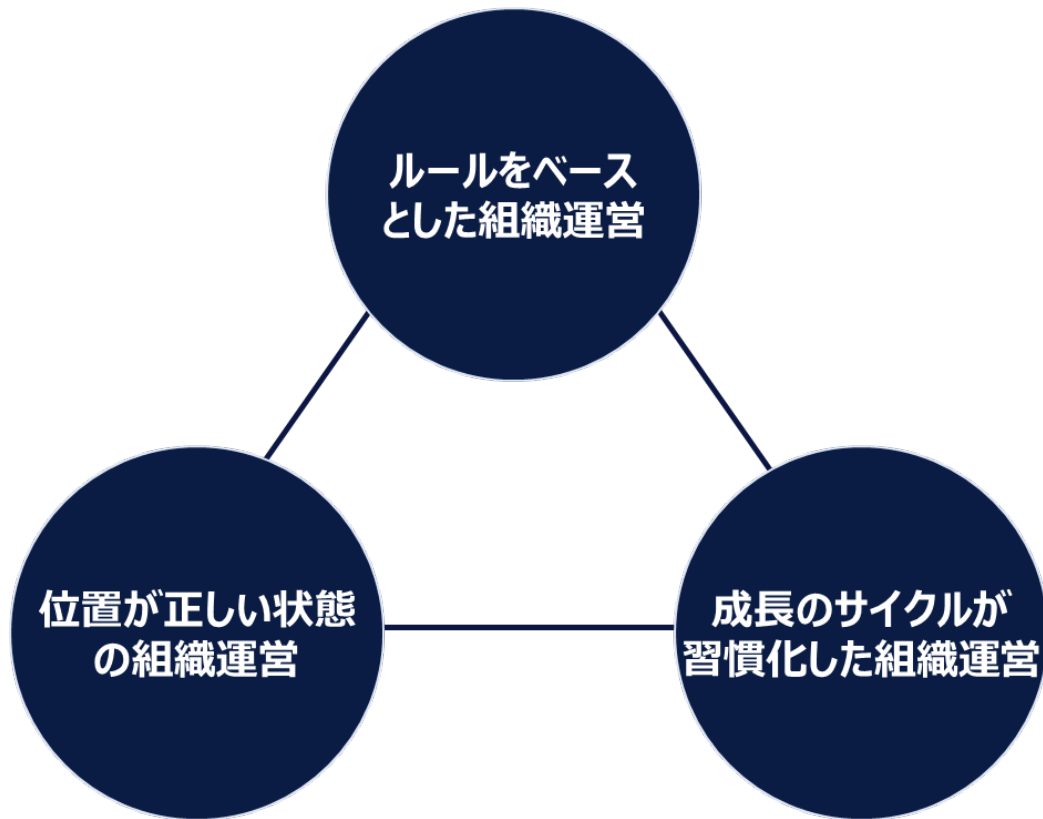 ルールをベース
とした組織運営
位置が正しい状態
の組織運営
成長のサイクルが
習慣化した組織運営